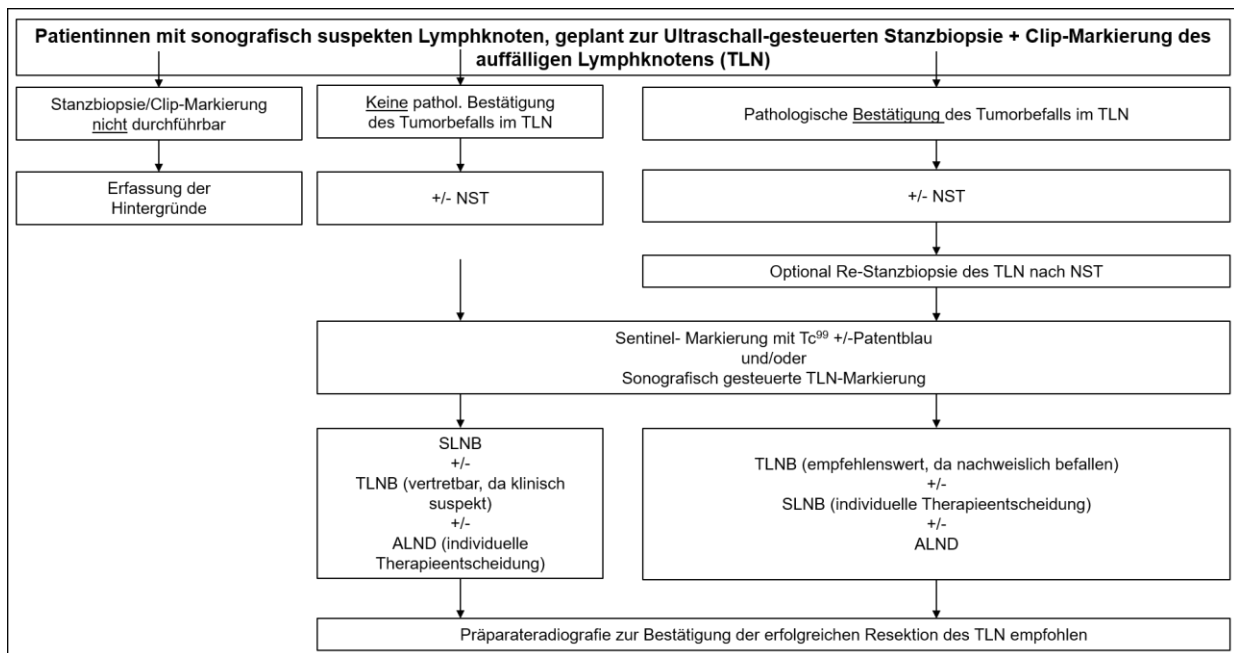 Patientinnen mit sonografisch suspekten Lymphknoten, geplant zur Ultraschall-gesteuerten Stanzbiopsie + Clip-Markierung des
auffälligen Lymphknotens (TLN)
Stanzbiopsie/Clip-Markierung
nicht durchführbar
Keine pathol. Bestätigung
des Tumorbefalls im TLN
Pathologische Bestätigung des Tumorbefalls im TLN
Erfassung der
Hintergründe
+/- NST
+/- NST
Optional Re-Stanzbiopsie des TLN nach NST
Sentinel- Markierung mit Tc⁹⁹ +/-Patentblau
und/oder
Sonografisch gesteuerte TLN-Markierung
SLNB
+/-
TLNB (vertretbar, da klinisch
suspekt)
+/-
ALND (individuelle
Therapieentscheidung)
TLNB (empfehlenswert, da nachweislich befallen)
+/-
SLNB (individuelle Therapieentscheidung)
+/-
ALND
Präparateradiografie zur Bestätigung der erfolgreichen Resektion des TLN empfohlen